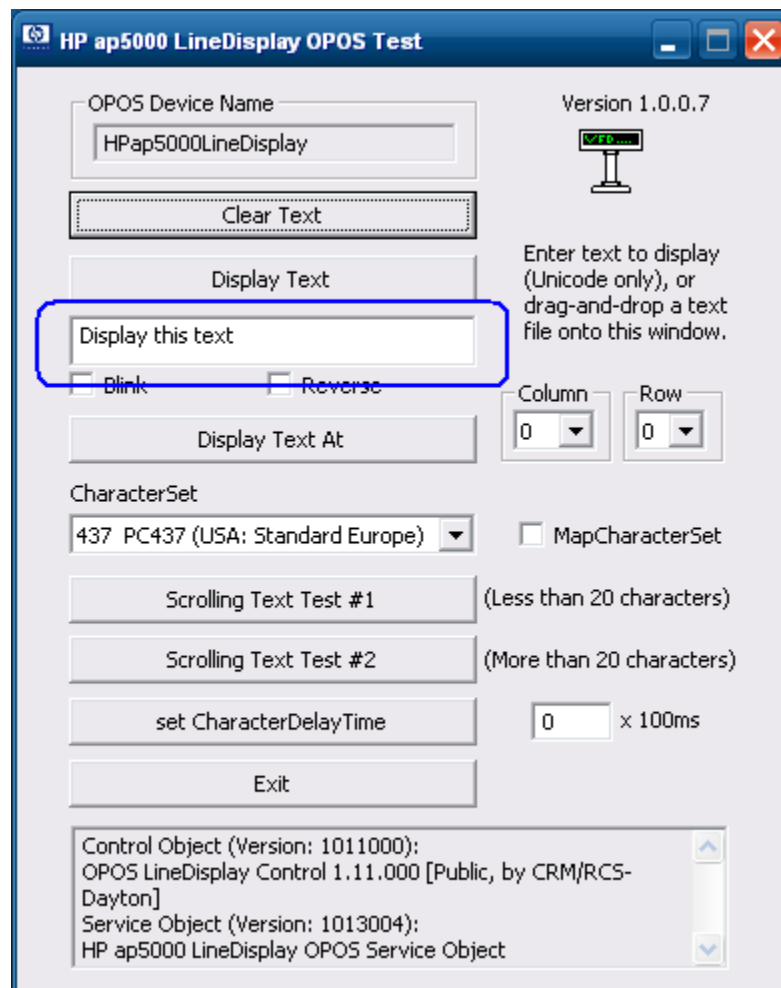 HP ap5000 LineDisplay OPOS Test
OPOS Device Name
Version 1.0.0.7
HPap5000LineDisplay
VFD....
Clear Text
Display Text
Enter text to display
(Unicode only), or
drag-and-drop a text
file onto this window.
Display this text
Blink
Reverse
Column
Row
0
0
Display Text At
CharacterSet
437 PC437 (USA: Standard Europe)
MapCharacterSet
Scrolling Text Test #1
(Less than 20 characters)
Scrolling Text Test #2
(More than 20 characters)
set CharacterDelayTime
0
x 100ms
Exit
Control Object (Version: 1011000):
OPOS LineDisplay Control 1.11.000 [Public, by CRM/RCS-
Dayton]
Service Object (Version: 1013004):
HP ap5000 LineDisplay OPOS Service Object